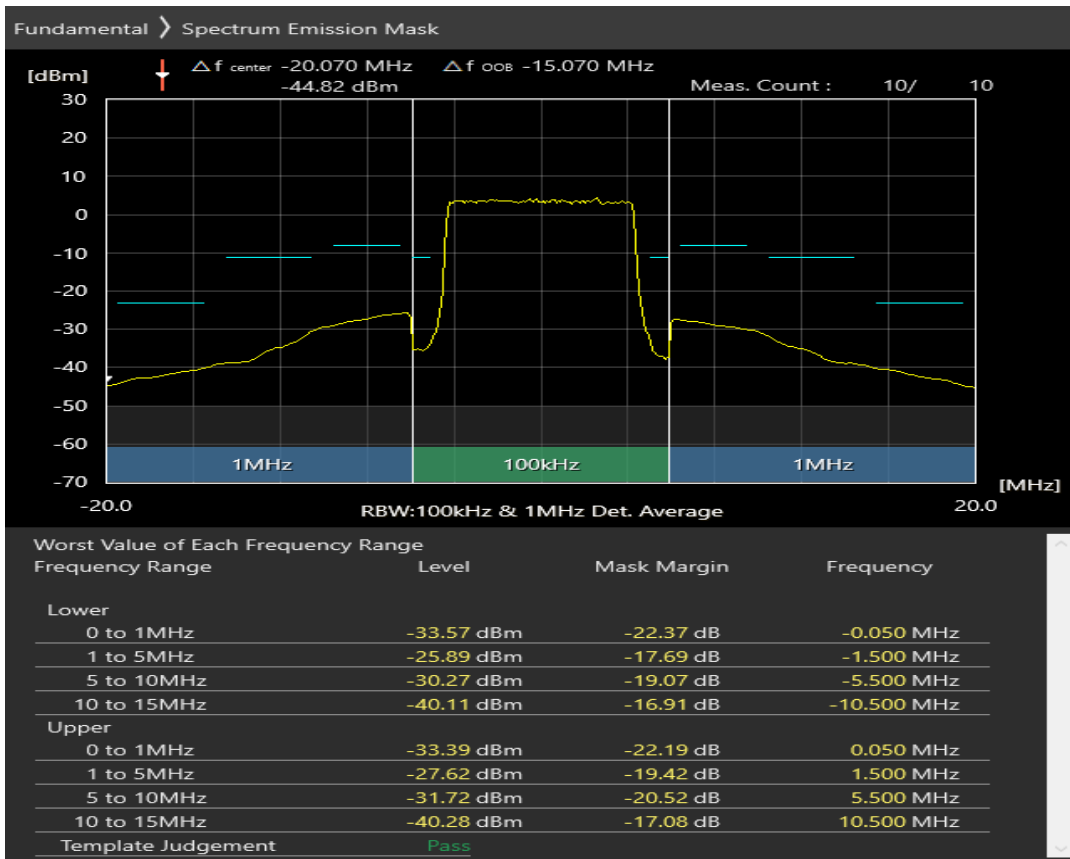 Fundamental ❯ Spectrum Emission Mask
[dBm]
△f center -20.070 MHz △f OOB -15.070 MHz
-44.82 dBm
Meas. Count : 10/ 10
30
20
10
0
-10
-20
-30
-40
-50
-60
-70
1MHz 100kHz 1MHz
[MHz]
-20.0 RBW:100kHz & 1MHz Det. Average 20.0
Worst Value of Each Frequency Range
Frequency Range Level Mask Margin Frequency
Lower
0 to 1MHz -33.57 dBm -22.37 dB -0.050 MHz
1 to 5MHz -25.89 dBm -17.69 dB -1.500 MHz
5 to 10MHz -30.27 dBm -19.07 dB -5.500 MHz
10 to 15MHz -40.11 dBm -16.91 dB -10.500 MHz
Upper
0 to 1MHz -33.39 dBm -22.19 dB 0.050 MHz
1 to 5MHz -27.62 dBm -19.42 dB 1.500 MHz
5 to 10MHz -31.72 dBm -20.52 dB 5.500 MHz
10 to 15MHz -40.28 dBm -17.08 dB 10.500 MHz
Template Judgement Pass